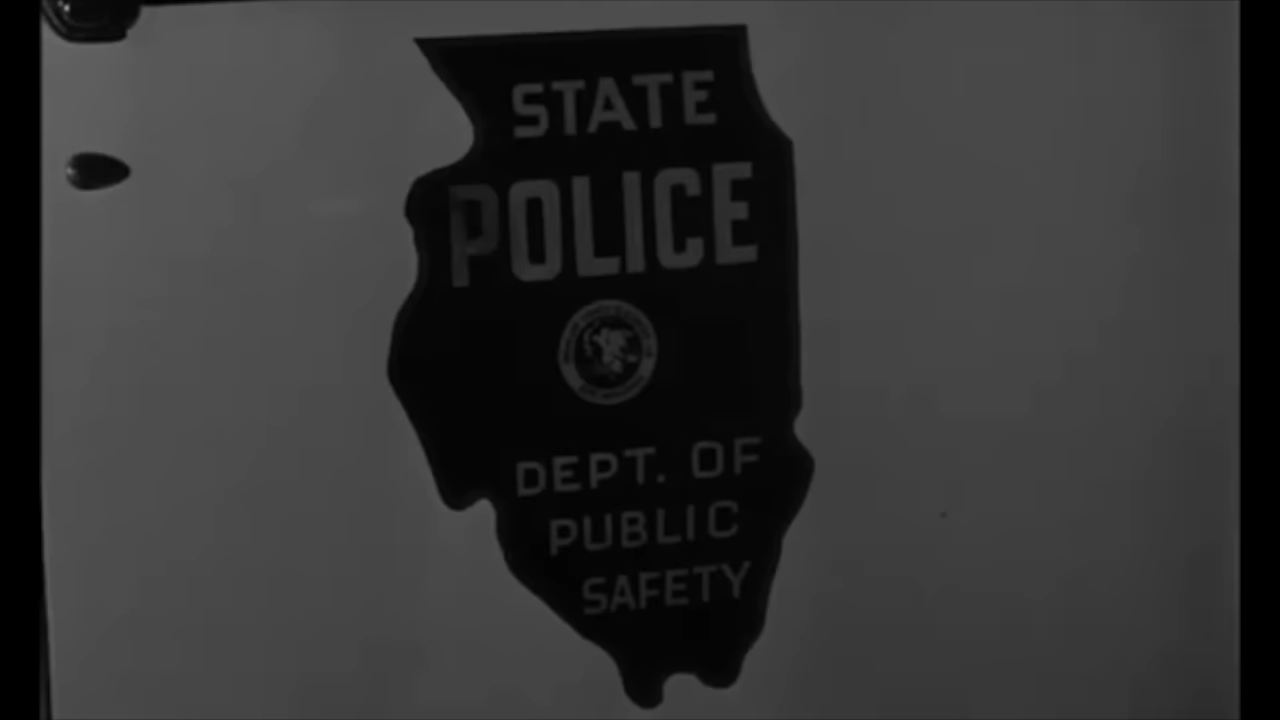 STATE
POLICE
DEPT. OF
PUBLIC
SAFETY